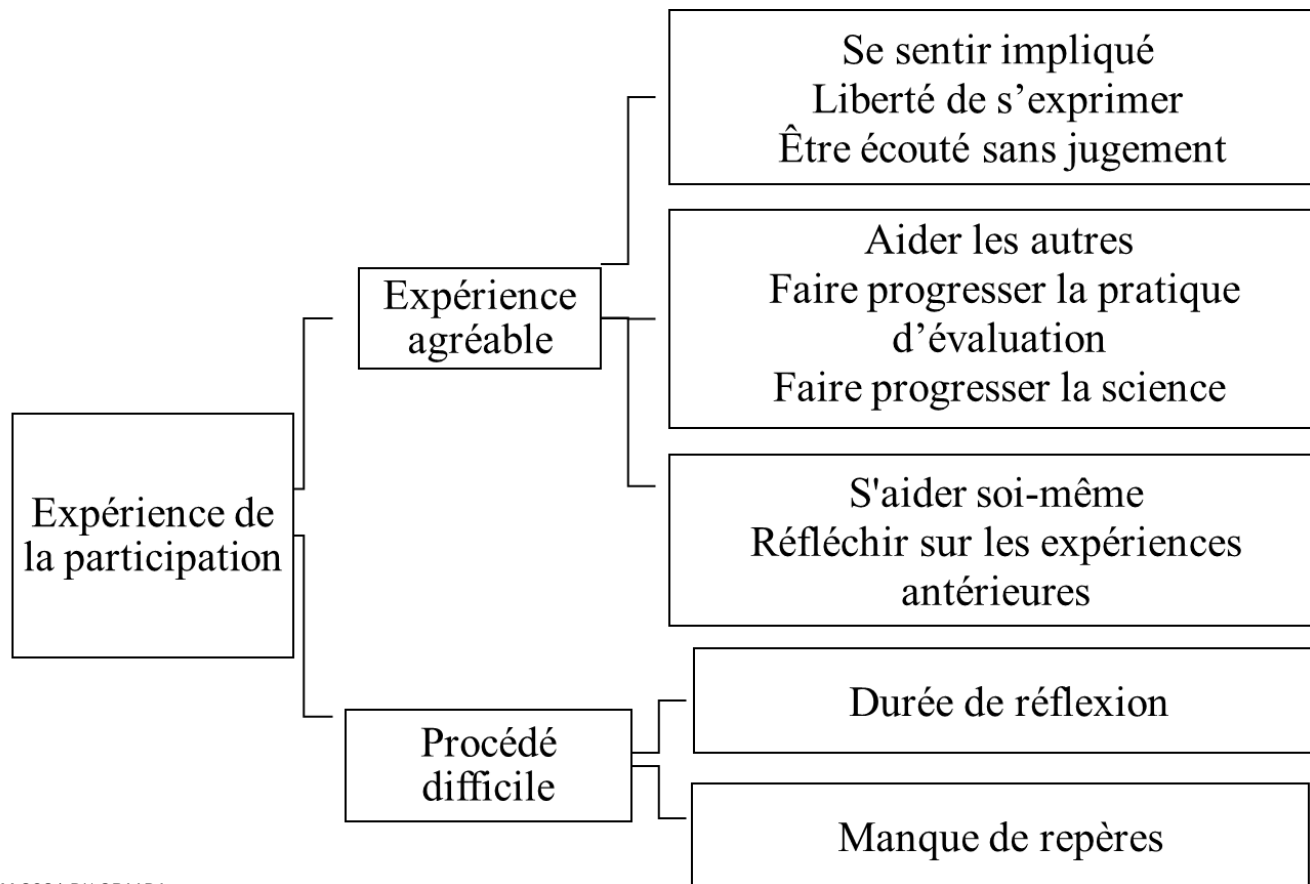 Se sentir impliqué
Liberté de s’exprimer
Être écouté sans jugement
Aider les autres
Faire progresser la pratique
d’évaluation
Faire progresser la science
Expérience
agréable
S'aider soi-même
Réfléchir sur les expériences
antérieures
Expérience de
la participation
Durée de réflexion
Procédé
difficile
Manque de repères